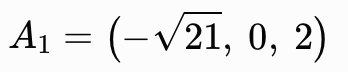 A₁ = (−√21, 0, 2)